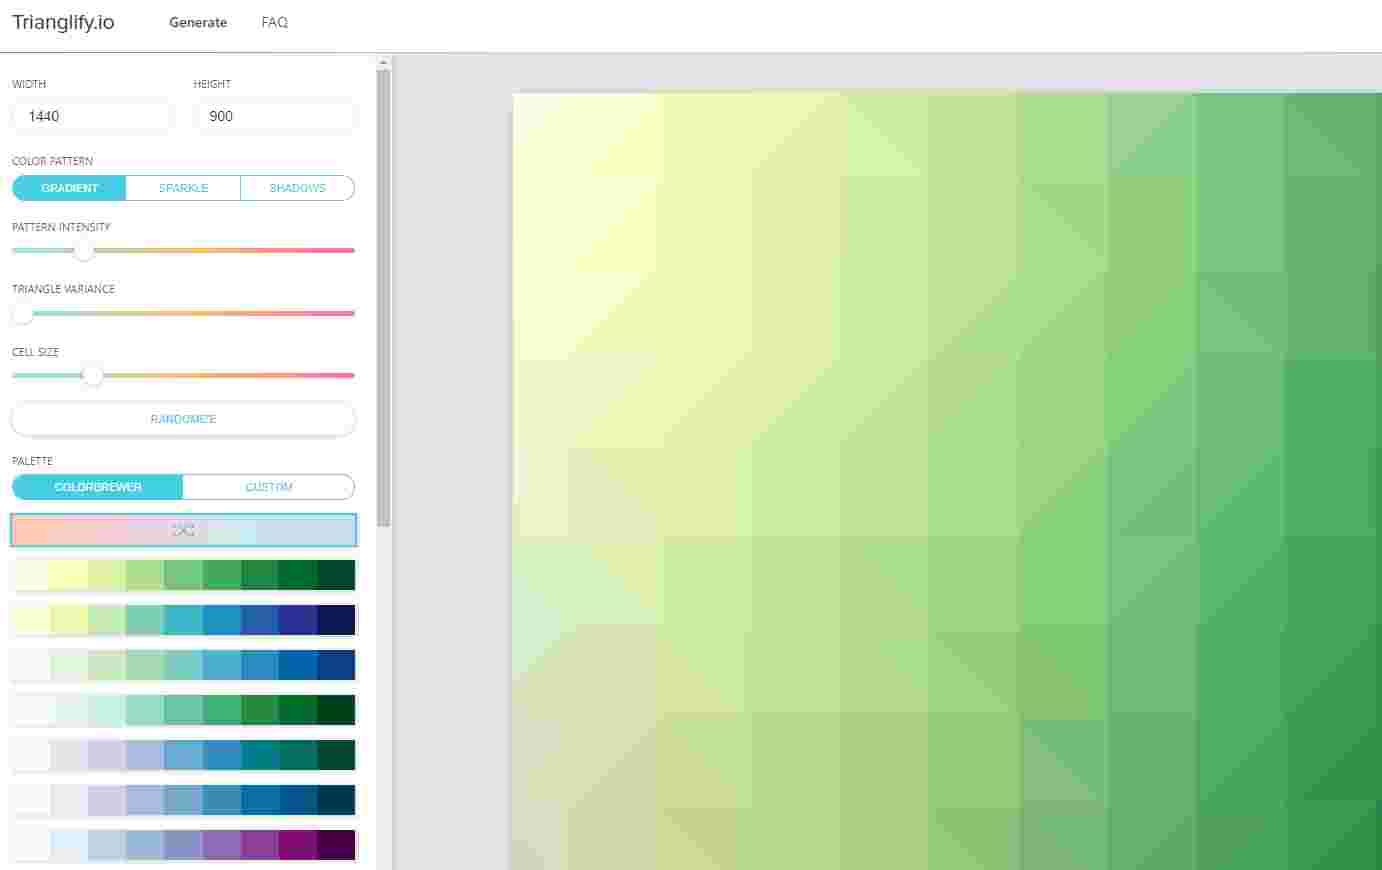 Trianglify.io Generate FAQ
WIDTH HEIGHT
1440 900
COLOR PATTERN
GRADIENT SPARKLE SHADOWS
PATTERN INTENSITY
TRIANGLE VARIANCE
CELL SIZE
RANDOMIZE
PALETTE
COLORBREWER CUSTOM